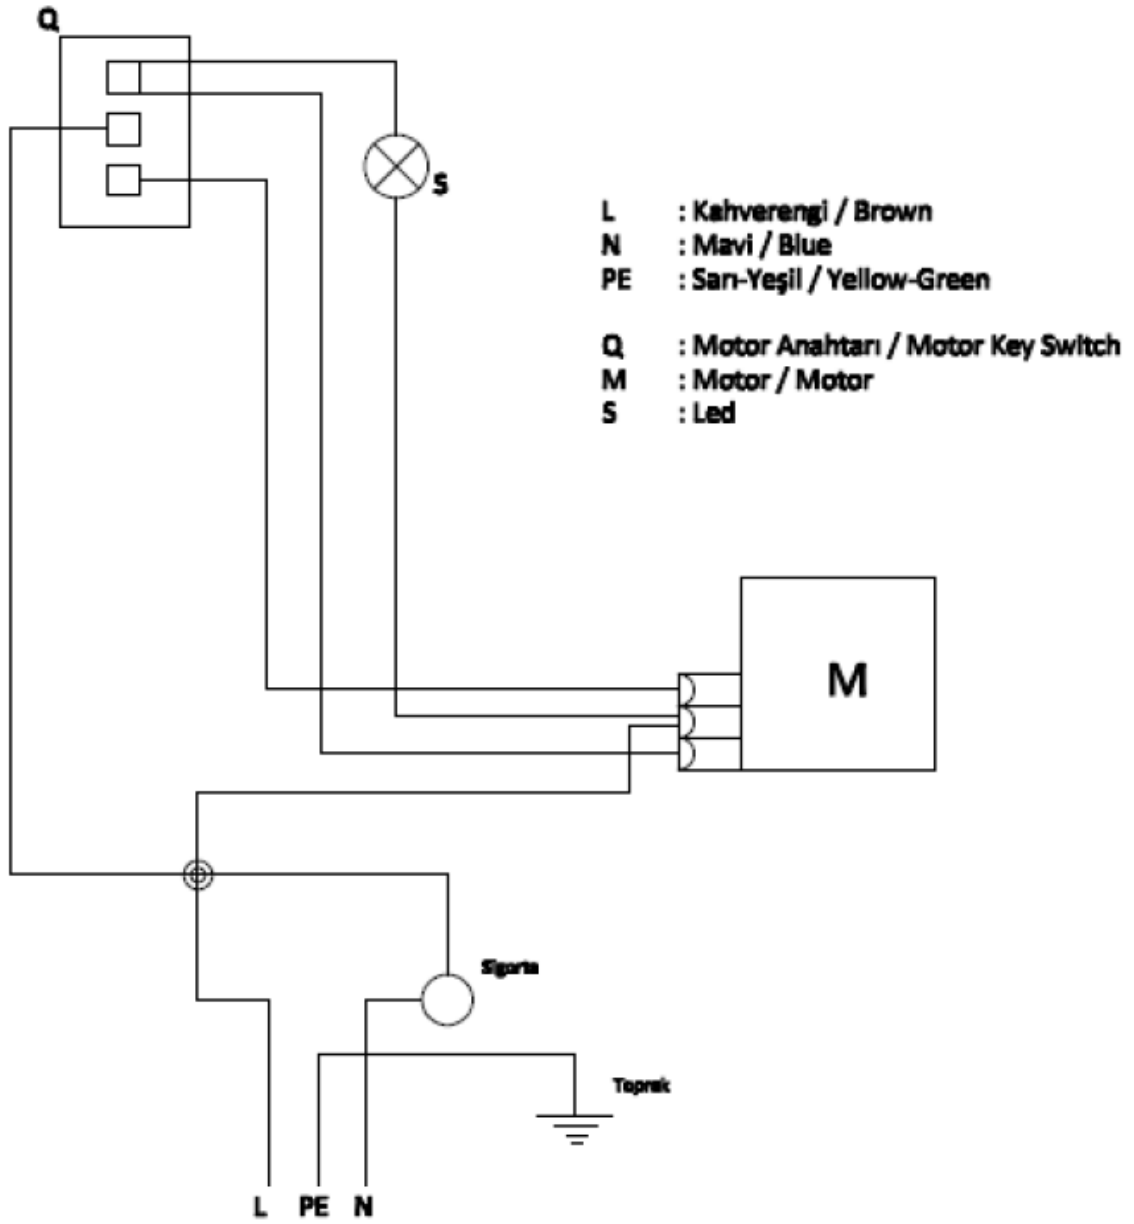 Q
S
L : Kahverengi / Brown
N : Mavi / Blue
PE : Sarı-Yeşil / Yellow-Green
Q : Motor Anahtarı / Motor Key Switch
M : Motor / Motor
S : Led
M
Sigorta
Toprak
L PE N